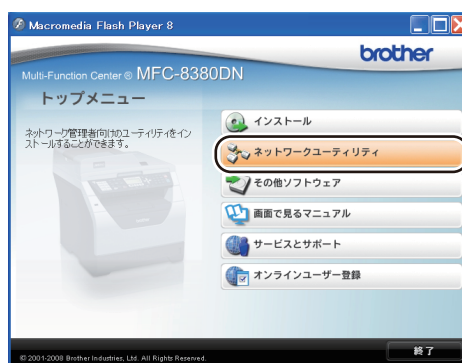 Macromedia Flash Player 8
brother
Multi-Function Center ® MFC-8380DN
トップメニュー
ネットワーク管理者向けのユーティリティをイン
ストールすることができます。
インストール
ネットワークユーティリティ
その他ソフトウェア
画面で見るマニュアル
サービスとサポート
オンラインユーザー登録
© 2001-2008 Brother Industries, Ltd. All Rights Reserved.
終了